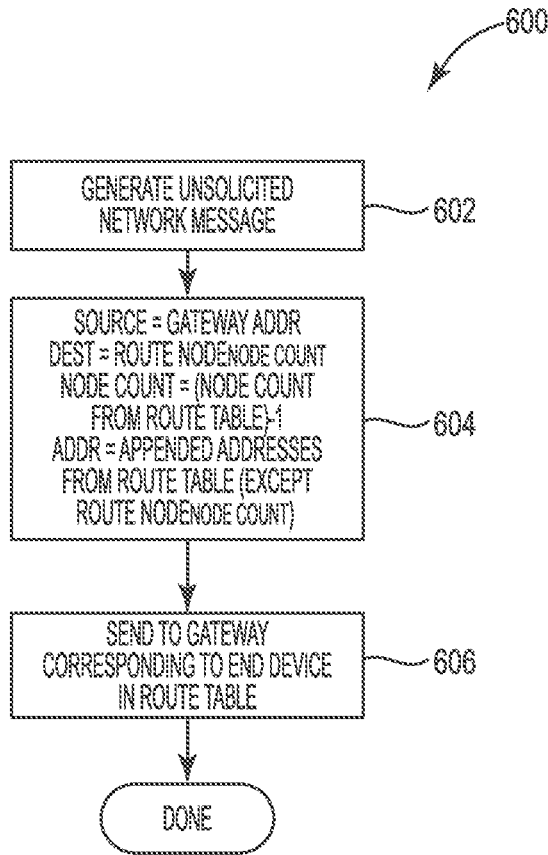 600
GENERATE UNSOLICITED
NETWORK MESSAGE
602
SOURCE = GATEWAY ADDR
DEST = ROUTE NODENODE COUNT
NODE COUNT = (NODE COUNT
FROM ROUTE TABLE)-1
ADDR = APPENDED ADDRESSES
FROM ROUTE TABLE (EXCEPT
ROUTE NODENODE COUNT)
604
SEND TO GATEWAY
CORRESPONDING TO END DEVICE
IN ROUTE TABLE
606
DONE